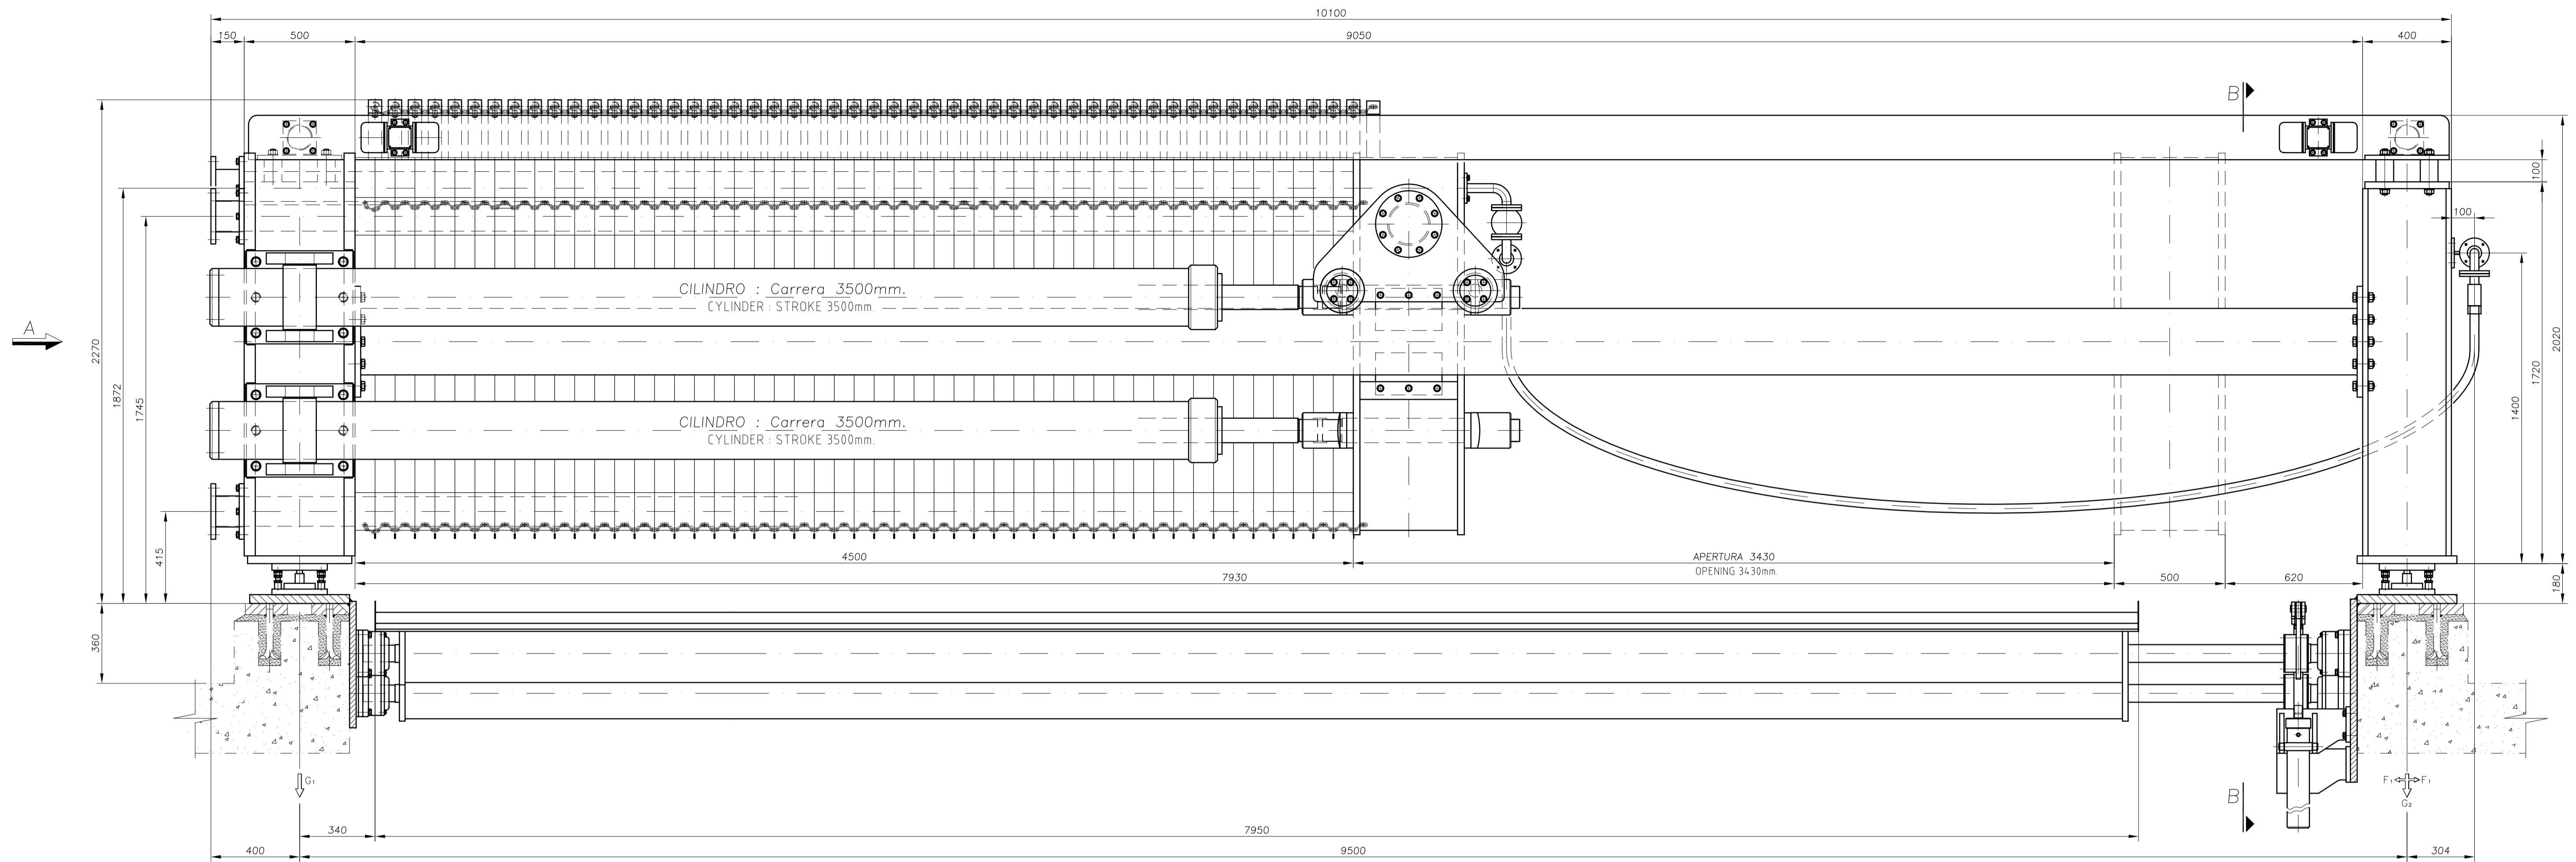 10100
150
500
9050
400
B
A
CILINDRO : Carrera 3500mm.
CYLINDER : STROKE 3500mm.
CILINDRO : Carrera 3500mm.
CYLINDER : STROKE 3500mm.
2270
1872
1745
415
360
100
100
2020
1720
1400
180
4500
APERTURA 3430
OPENING 3430mm.
7930
500
620
G1
F1
F1
G2
B
340
7950
400
9500
304